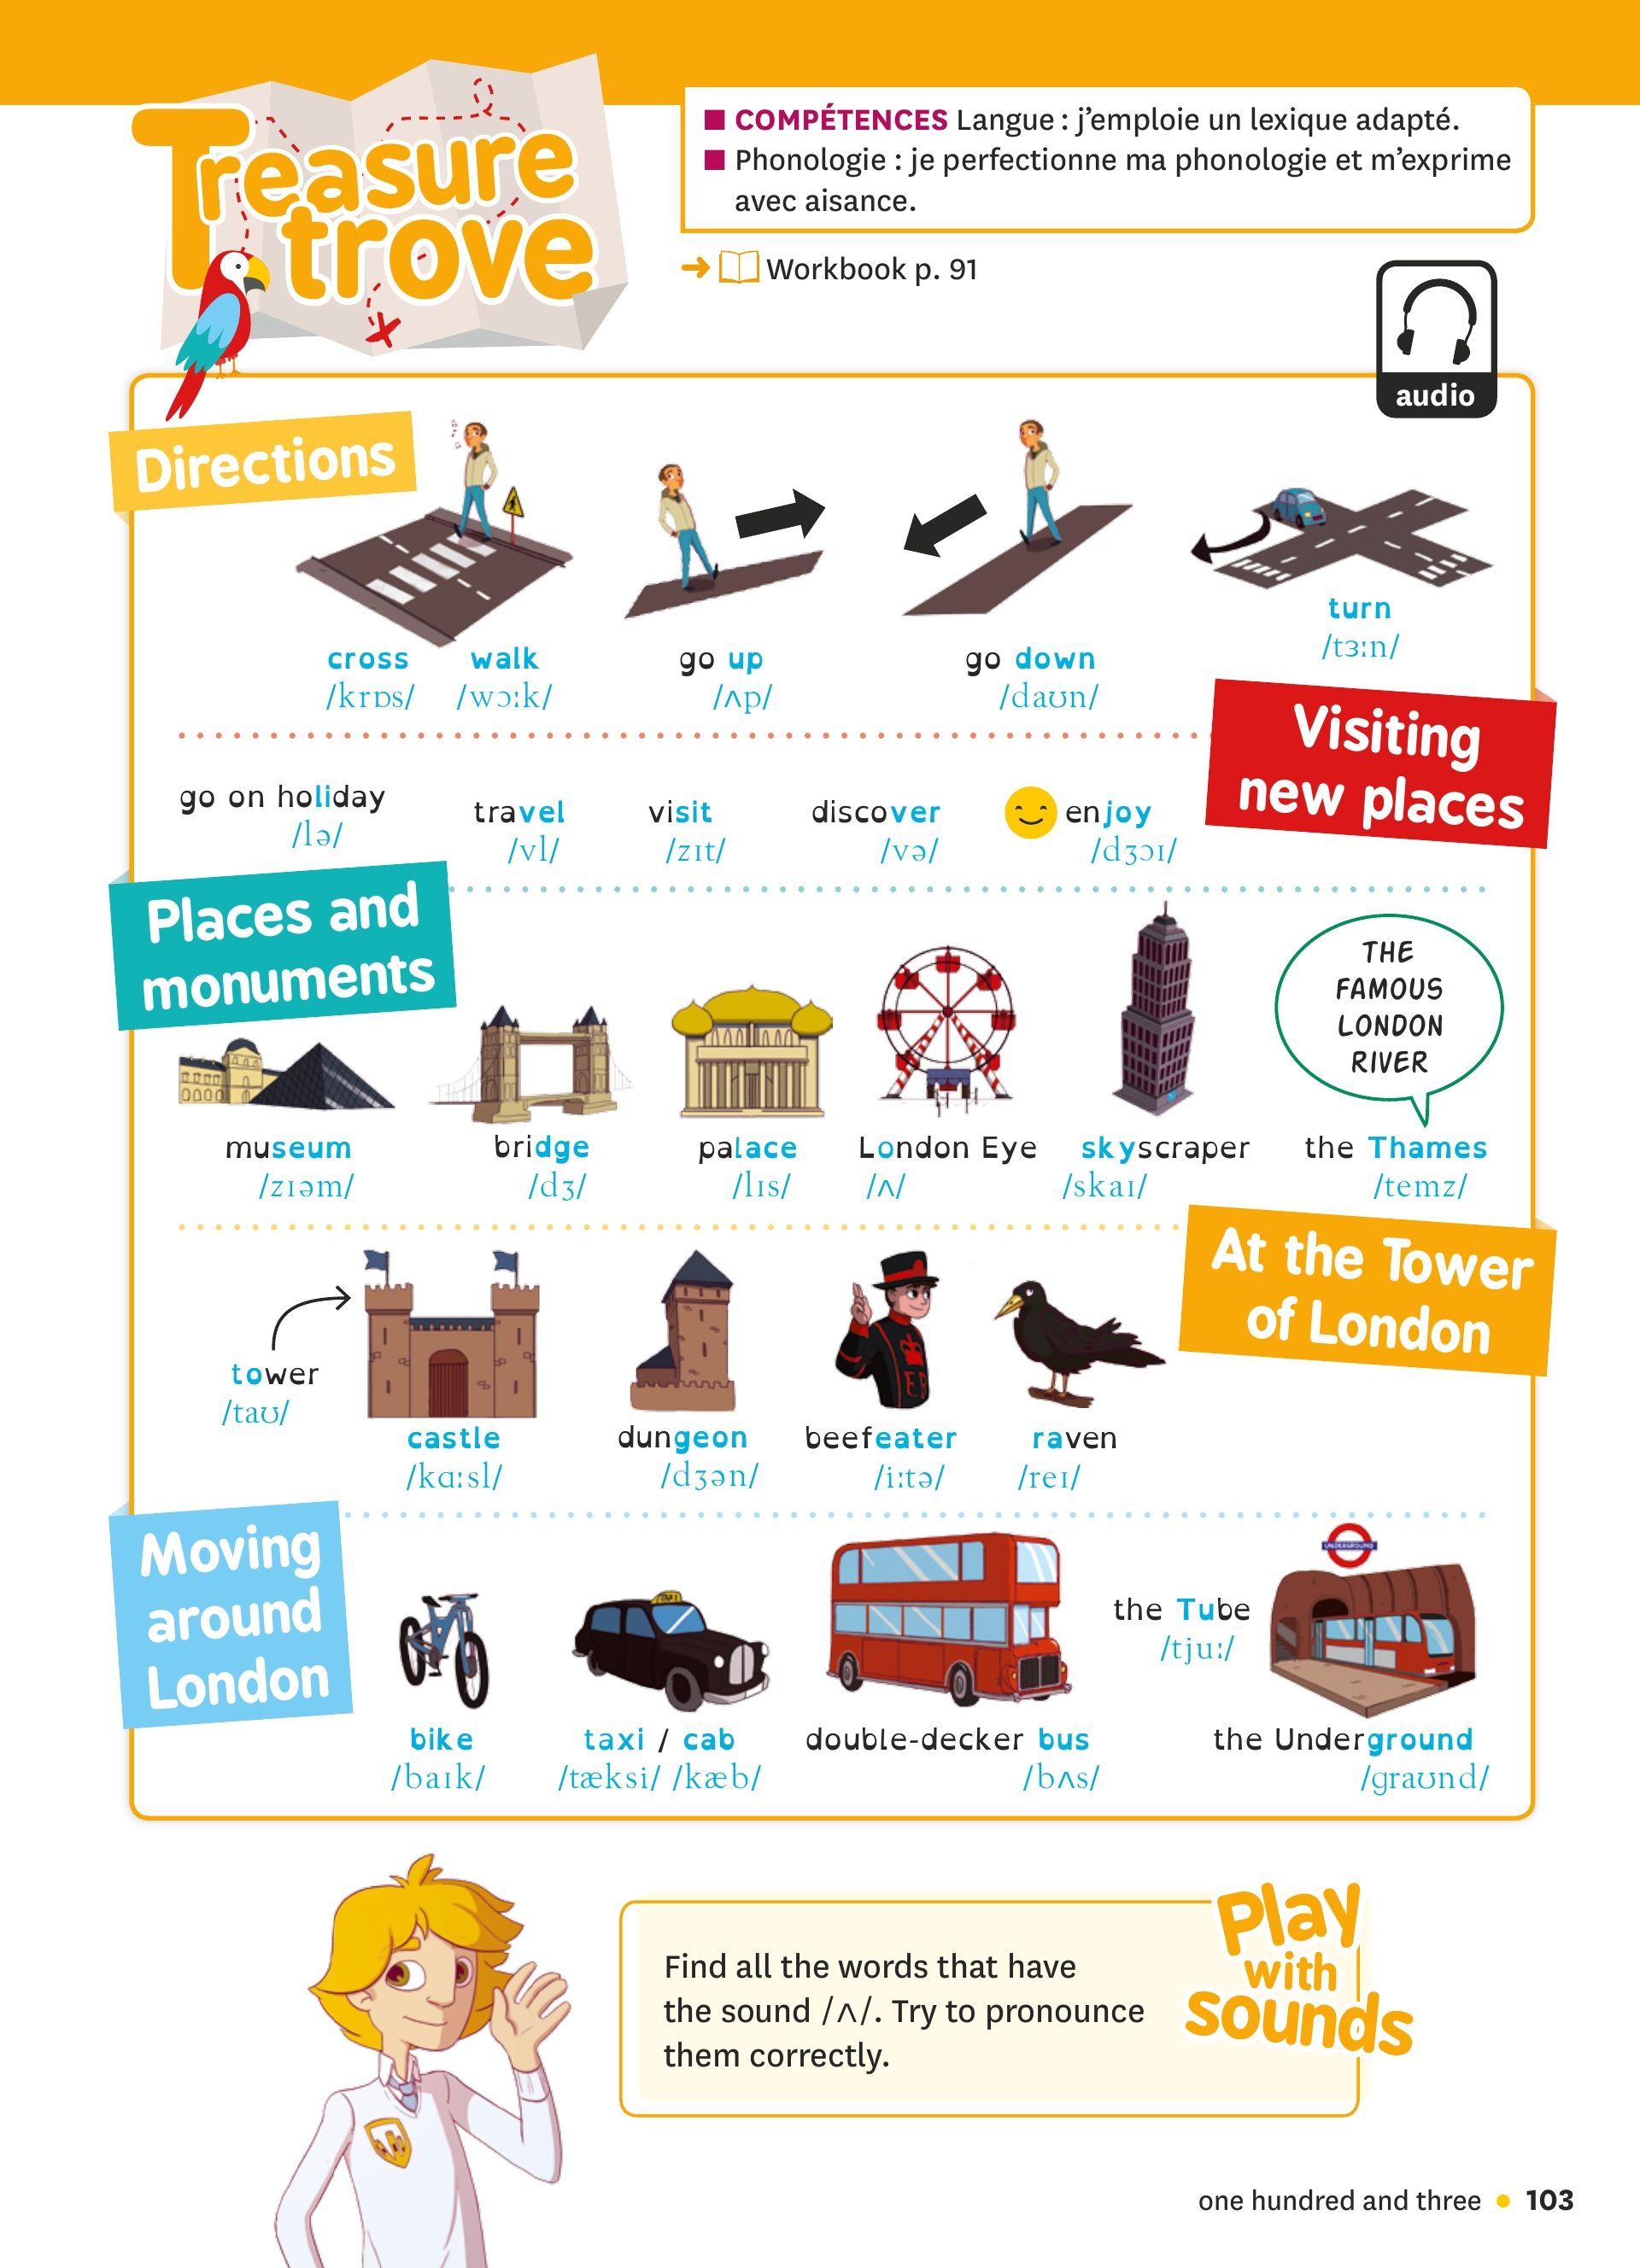 Treasure
trove
■ COMPÉTENCES Langue : j'emploie un lexique adapté.
■ Phonologie : je perfectionne ma phonologie et m'exprime
avec aisance.
➜ Workbook p. 91
audio
Directions
cross walk go up go down turn
/krɒs/ /wɔːk/ /ʌp/ /daʊn/ /tɜːn/
Visiting
new places
go on holiday travel visit discover enjoy
/lə/ /vl/ /zɪt/ /və/ /dʒɔɪ/
Places and
monuments
THE
FAMOUS
LONDON
RIVER
museum bridge palace London Eye skyscraper the Thames
/zɪəm/ /dʒ/ /lɪs/ /ʌ/ /skaɪ/ /temz/
At the Tower
of London
tower
/taʊ/
castle dungeon beefeater raven
/kɑːsl/ /dʒən/ /iːtə/ /reɪ/
Moving
around
London
TAXI
UNDERGROUND
the Tube
/tjuː/
bike taxi / cab double-decker bus the Underground
/baɪk/ /tæksi/ /kæb/ /bʌs/ /graʊnd/
Play
with
sounds
Find all the words that have
the sound /ʌ/. Try to pronounce
them correctly.
one hundred and three • 103